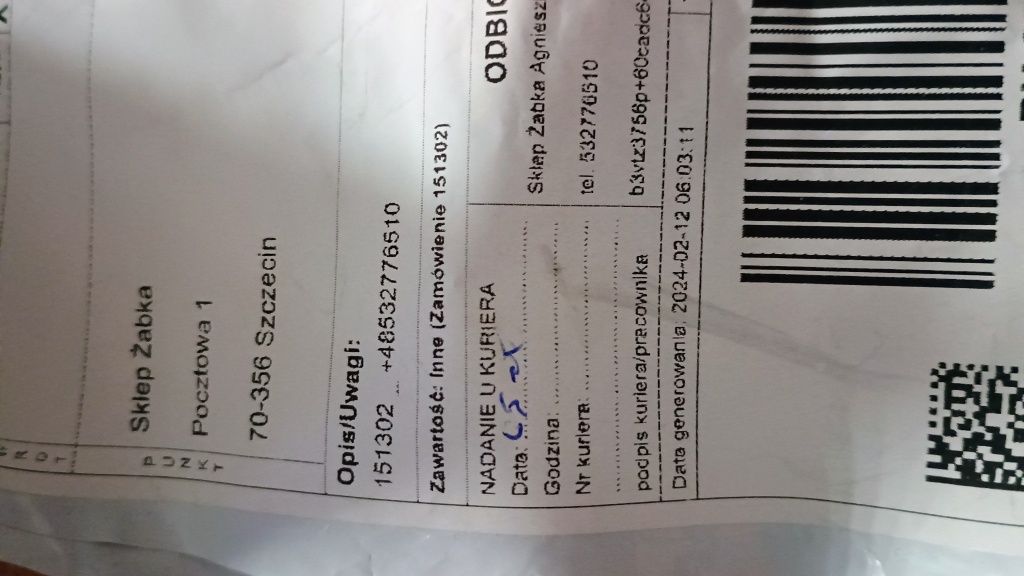 PUNKT
Sklep Żabka
Pocztowa 1
70-356 Szczecin
Opis/Uwagi:
151302 ... +48532776510
Zawartość: Inne (Zamówienie 151302)
NADANIE U KURIERA
Data:
Godzina:
Nr kuriera:
podpis kuriera/pracownika
ODBIO
Sklep Żabka Agniesz
tel. 532776510
Data generowania: 2024-02-12 06:03:11